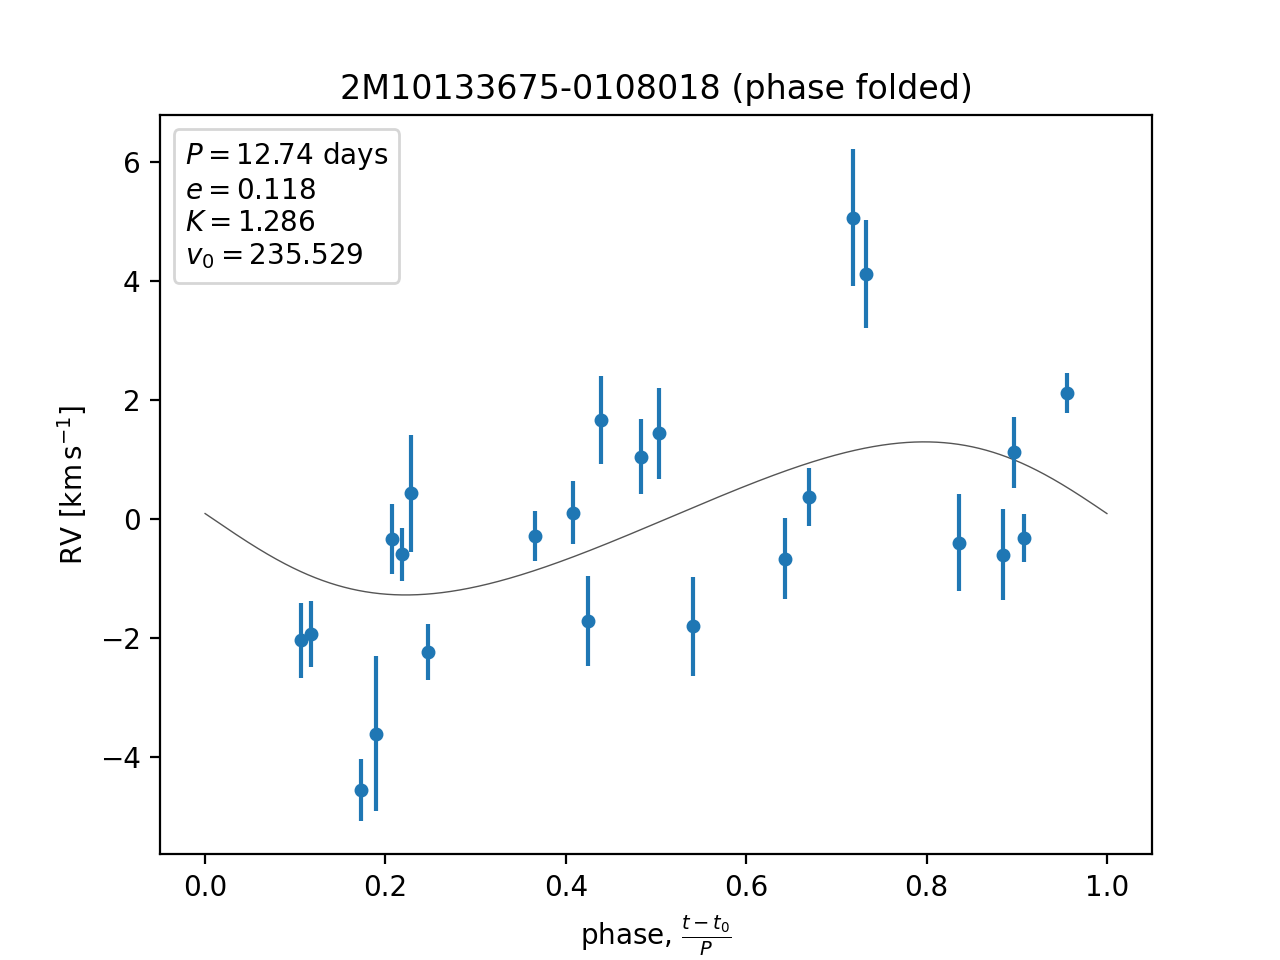 2M10133675-0108018 (phase folded)
P = 12.74 days
e = 0.118
K = 1.286
v₀ = 235.529
6
4
2
0
−2
−4
RV [km s⁻¹]
0.0 0.2 0.4 0.6 0.8 1.0
phase, (t − t₀)/P